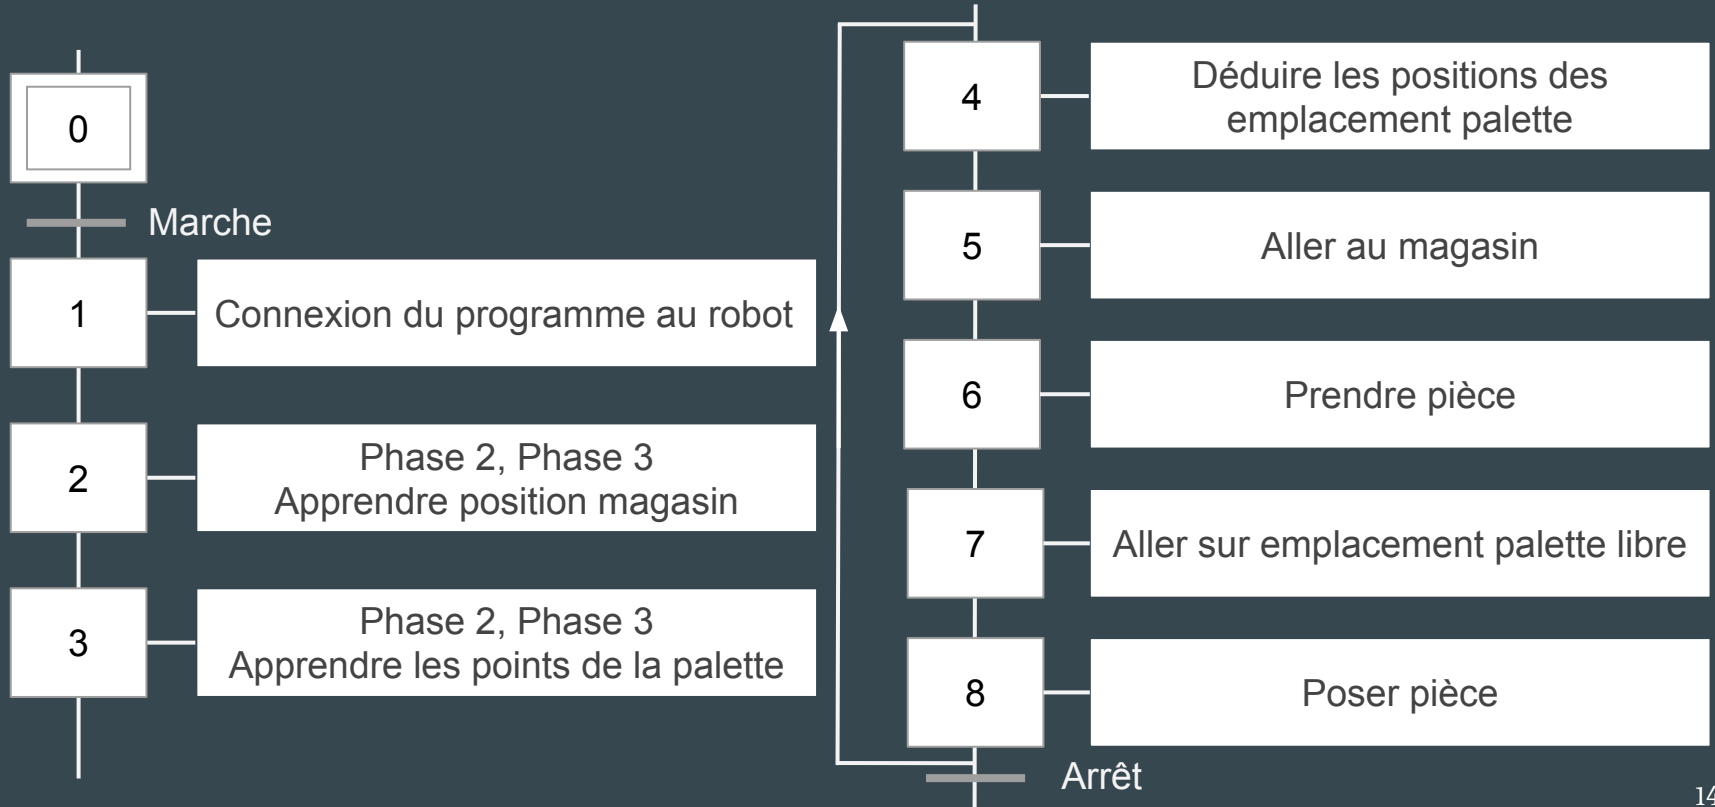 0
Marche
1
Connexion du programme au robot
2
Phase 2, Phase 3
Apprendre position magasin
3
Phase 2, Phase 3
Apprendre les points de la palette
4
Déduire les positions des
emplacement palette
5
Aller au magasin
6
Prendre pièce
7
Aller sur emplacement palette libre
8
Poser pièce
Arrêt
14